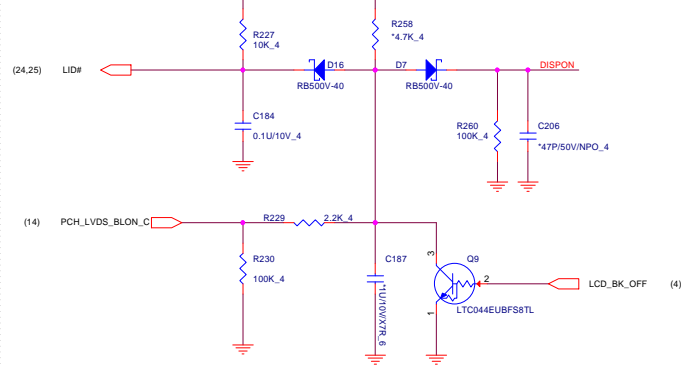 R227
10K_4
R258
*4.7K_4
(24,25) LID#
D16
RB500V-40
D7
RB500V-40
DISPON
C184
0.1U/10V_4
R260
100K_4
C206
*47P/50V/NPO_4
(14) PCH_LVDS_BLON_C
R229 2.2K_4
R230
100K_4
C187
*1U/10V/X7R_6
3
Q9
2
LCD_BK_OFF (4)
1
LTC044EUBFS8TL